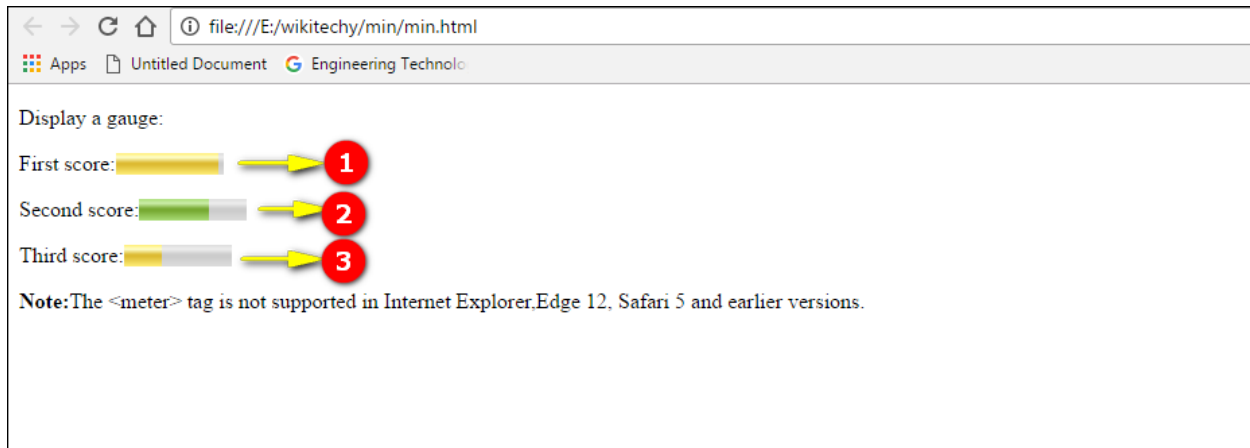 file:///E:/wikitechy/min/min.html
Apps Untitled Document G Engineering Technolo
Display a gauge:
First score: 1
Second score: 2
Third score: 3
Note:The <meter> tag is not supported in Internet Explorer,Edge 12, Safari 5 and earlier versions.